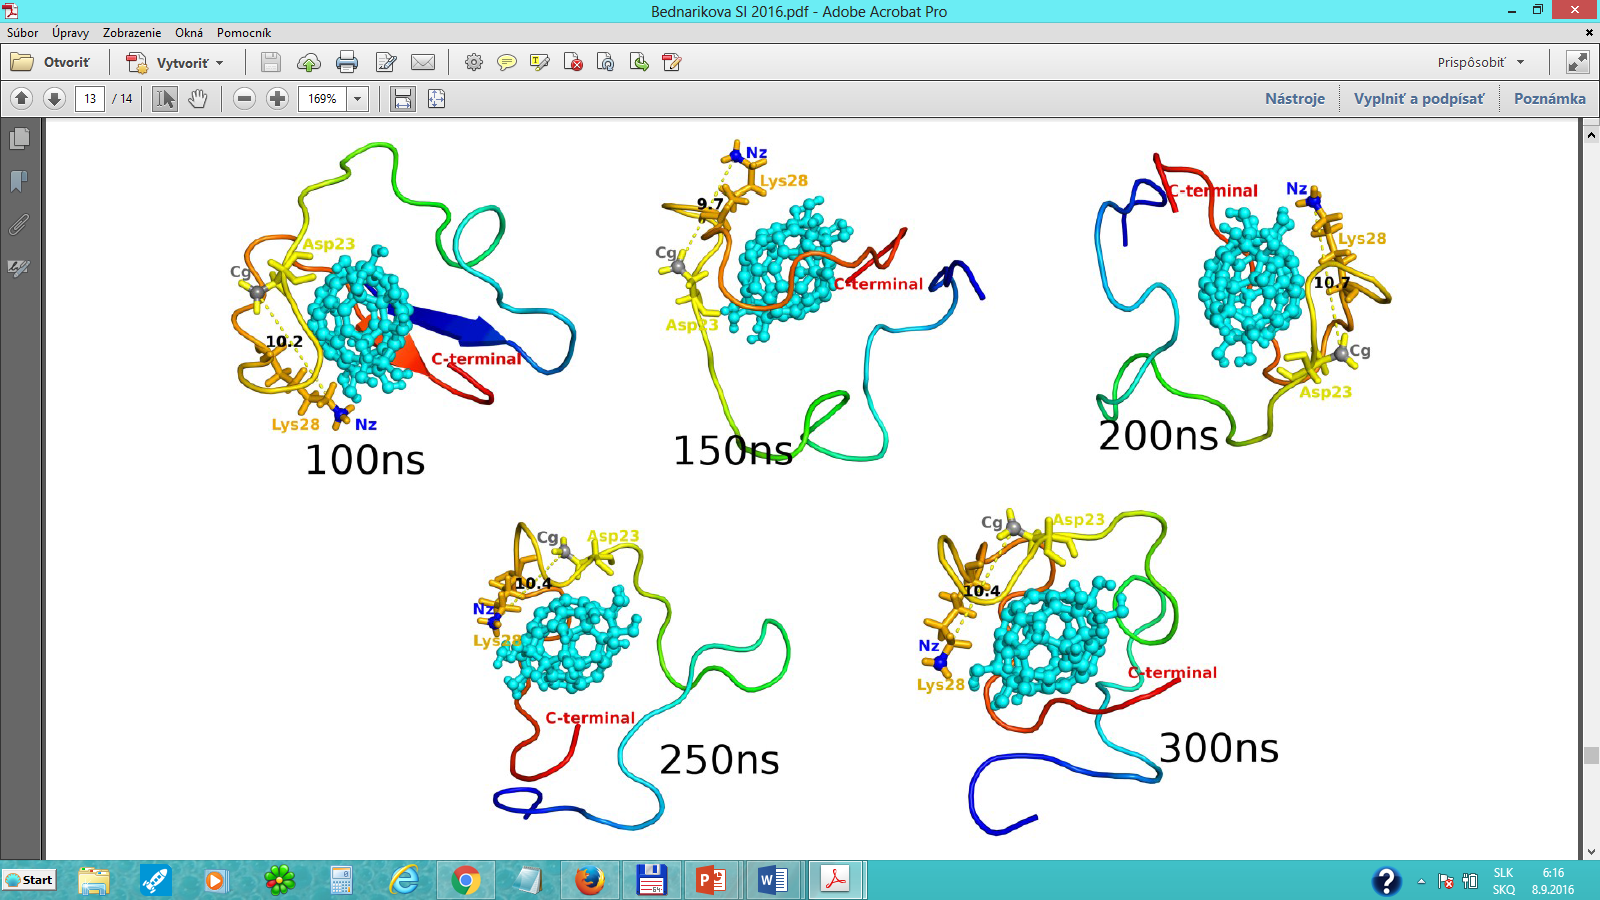 Bednarikova SI 2016.pdf - Adobe Acrobat Pro
Súbor Úpravy Zobrazenie Okná Pomocník
Otvoriť Vytvoriť Prispôsobiť
13 / 14 169% Nástroje Vyplniť a podpísať Poznámka
Asp23
Cg
10.2
C-terminal
Lys28 Nz
100ns
Nz
Lys28
9.7
Cg
C-terminal
Asp23
150ns
C-terminal
Nz
Lys28
10.7
Cg
Asp23
200ns
Cg Asp23
10.4
Nz
Lys28
C-terminal
250ns
Cg Asp23
10.4
Nz
Lys28
C-terminal
300ns
Start
SLK 6:16
SKQ 8.9.2016